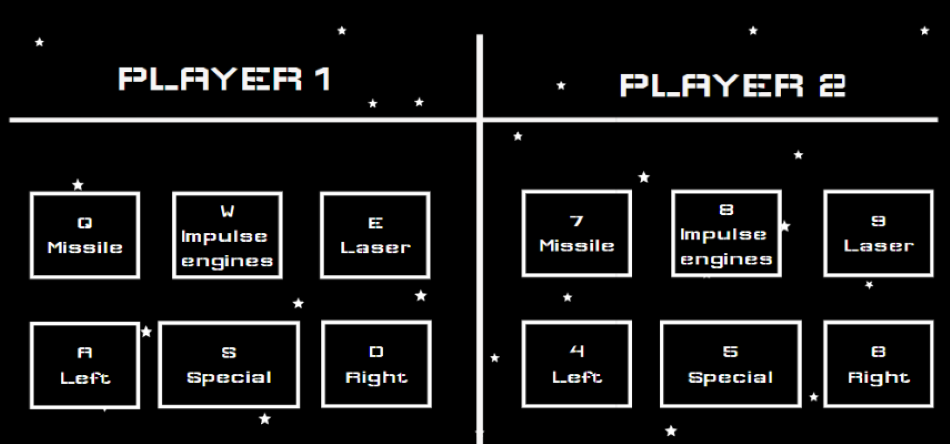 PLAYER 1
PLAYER 2
Q
Missile
W
Impulse
engines
E
Laser
7
Missile
8
Impulse
engines
9
Laser
A
Left
S
Special
D
Right
4
Left
5
Special
6
Right